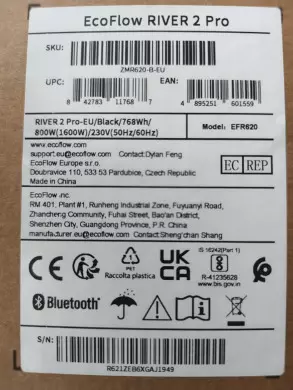 EcoFlow RIVER 2 Pro
SKU:
ZMR620-B-EU
UPC:
8 42783 11768 7
EAN:
4 895251 601559
RIVER 2 Pro-EU/Black/768Wh/
800W(1600W)/230V(50Hz/60Hz)
Model: EFR620
www.ecoflow.com
support.eu@ecoflow.com/Contact:Dylan Feng
EcoFlow Europe s.r.o.
Doubravice 110, 533 53 Pardubice, Czech Republic
Made in China
EC REP
EcoFlow Inc.
RM 401, Plant #1, Runheng Industrial Zone, Fuyuanyi Road,
Zhancheng Community, Fuhai Street, Bao'an District,
Shenzhen City, Guangdong Province, P.R.China
manufacturer.eu@ecoflow.com/Contact:Sheng'chan Shang
CE
PET
Raccolta plastica
UK
CA
IS 16242(Part 1)
R-41235628
www.bis.gov.in
Bluetooth®
S/N:
R621ZEB6XGAJ1949